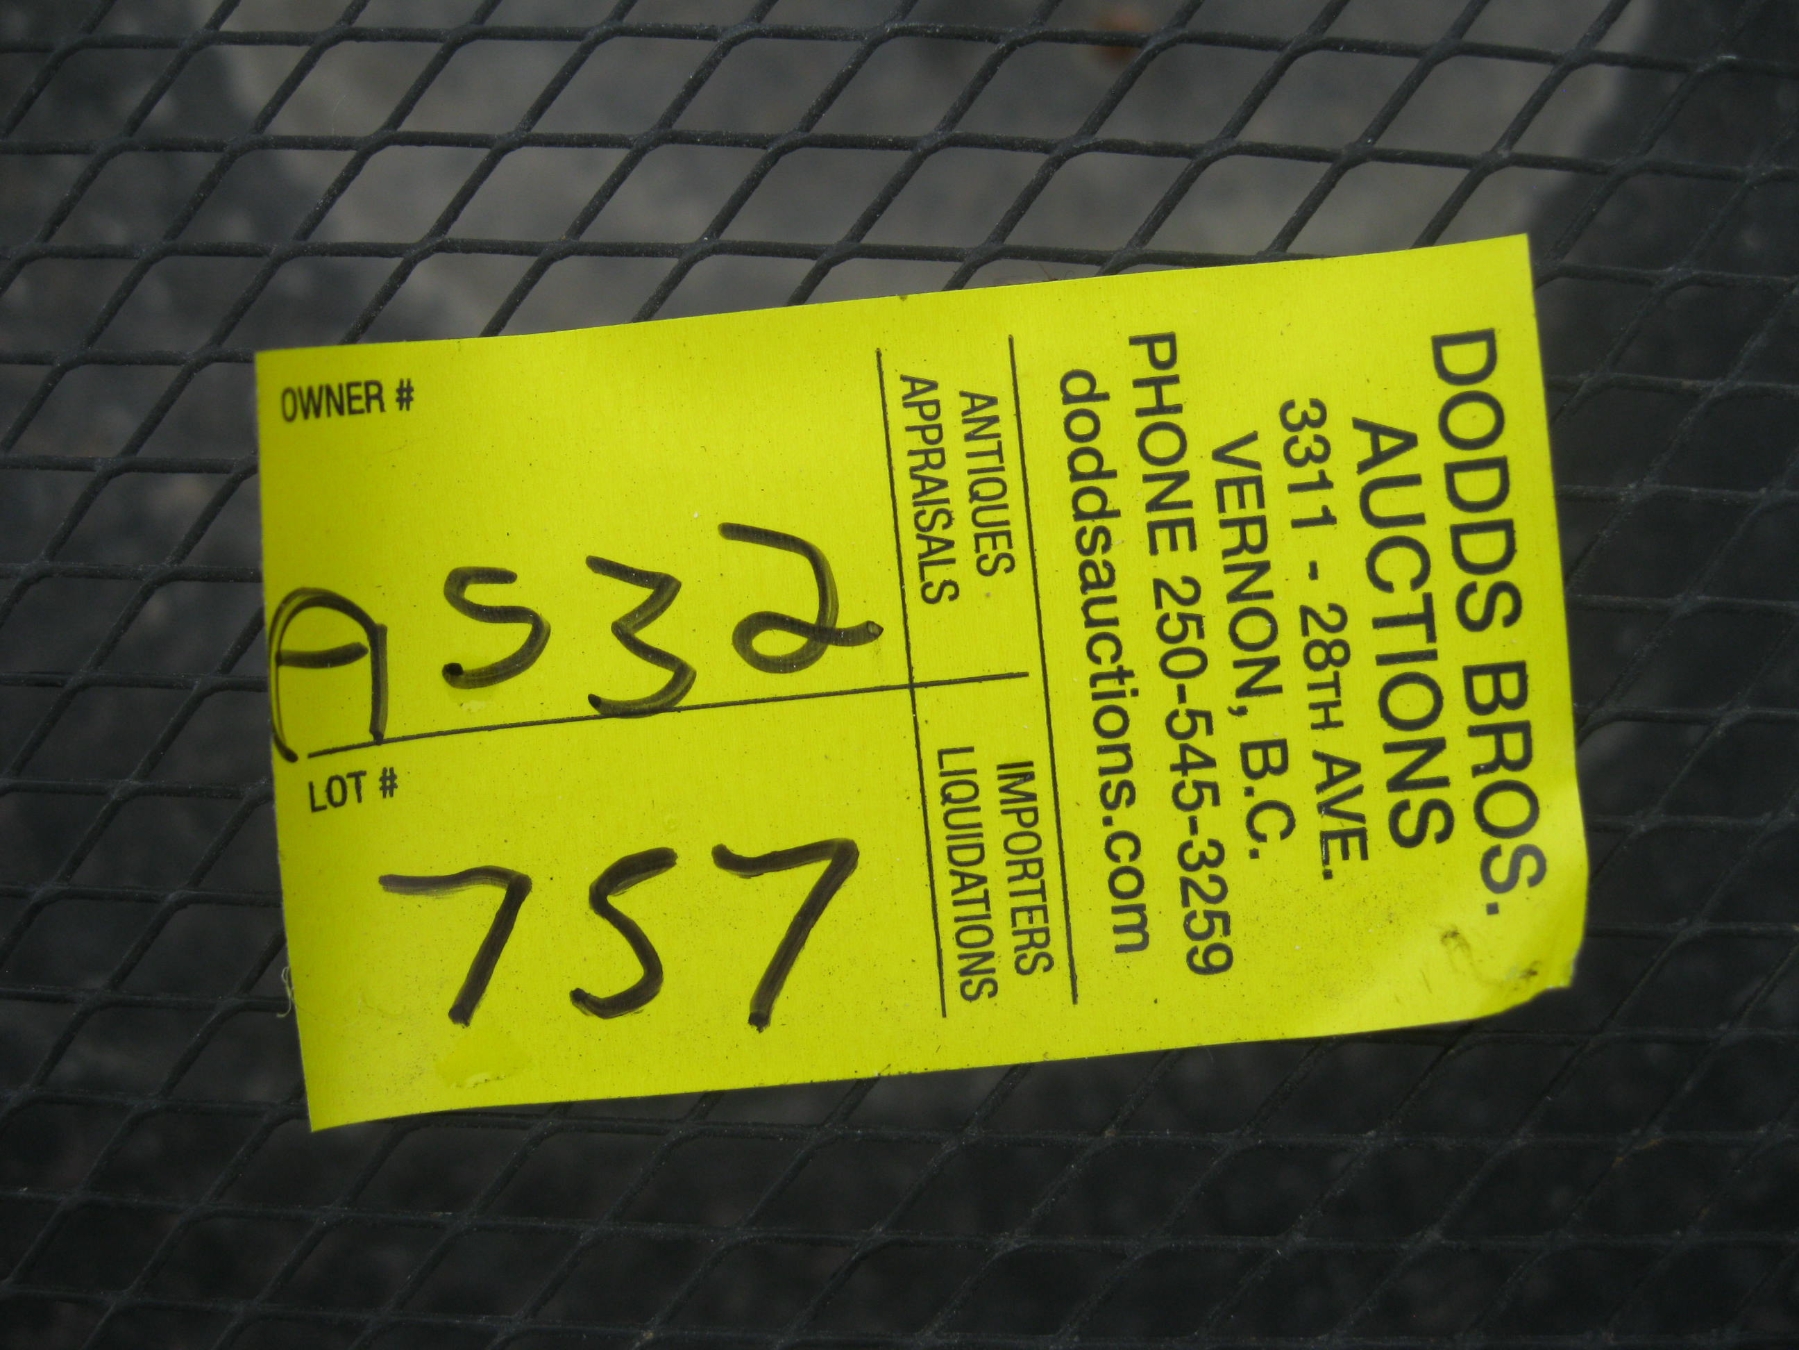 DODDS BROS.
AUCTIONS
3311 - 28TH AVE.
VERNON, B.C.
PHONE 250-545-3259
doddsauctions.com
ANTIQUES
APPRAISALS
IMPORTERS
LIQUIDATIONS
OWNER #
A 532
LOT #
757